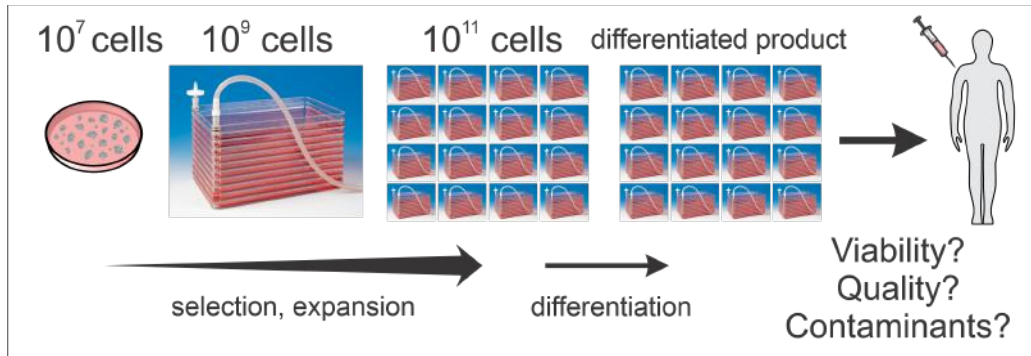 10⁷ cells
10⁹ cells
10¹¹ cells
differentiated product
selection, expansion
differentiation
Viability?
Quality?
Contaminants?